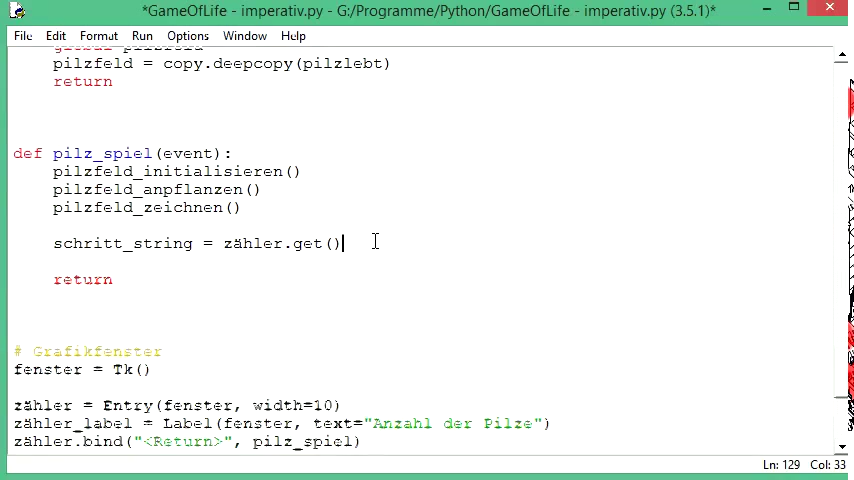 *GameOfLife - imperativ.py - G:/Programme/Python/GameOfLife - imperativ.py (3.5.1)*
File Edit Format Run Options Window Help
global pilzfeld
pilzfeld = copy.deepcopy(pilzlebt)
return
def pilz_spiel(event):
pilzfeld_initialisieren()
pilzfeld_anpflanzen()
pilzfeld_zeichnen()
schritt_string = zähler.get()
return
# Grafikfenster
fenster = Tk()
zähler = Entry(fenster, width=10)
zähler_label = Label(fenster, text="Anzahl der Pilze")
zähler.bind("<Return>", pilz_spiel)
Ln: 129 Col: 33